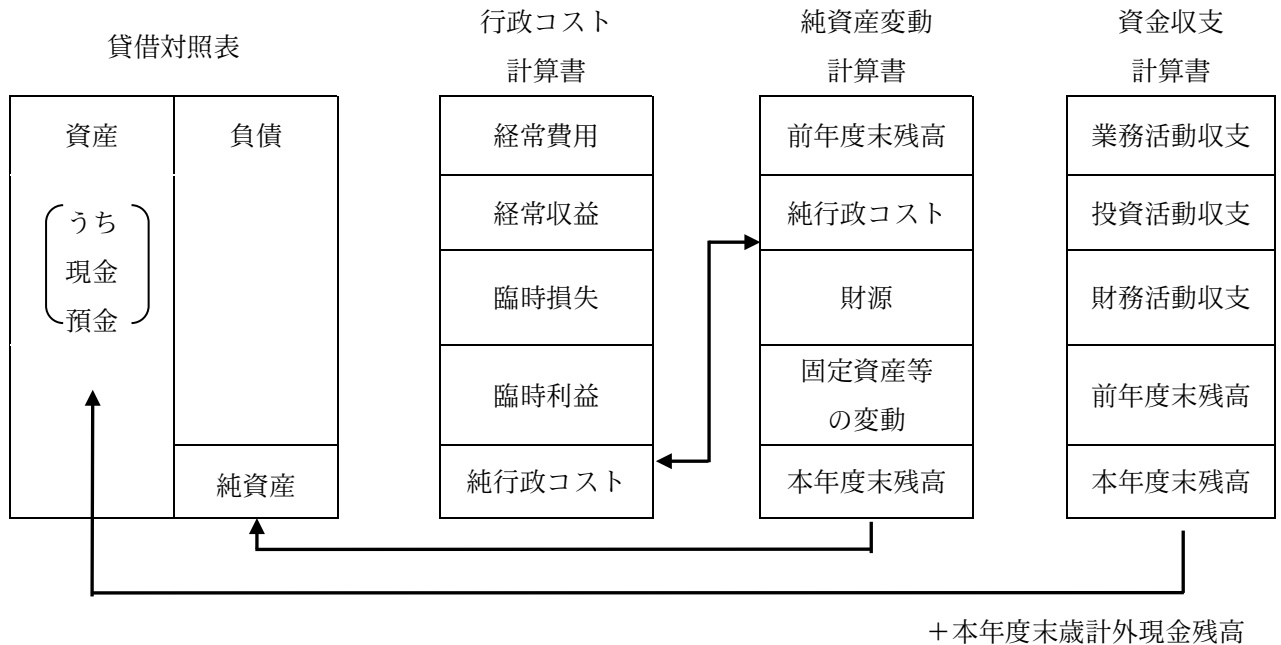 貸借対照表
資産
負債
うち
現金
預金
純資産
行政コスト
計算書
経常費用
経常収益
臨時損失
臨時利益
純行政コスト
純資産変動
計算書
前年度末残高
純行政コスト
財源
固定資産等
の変動
本年度末残高
資金収支
計算書
業務活動収支
投資活動収支
財務活動収支
前年度末残高
本年度末残高
＋本年度末歳計外現金残高